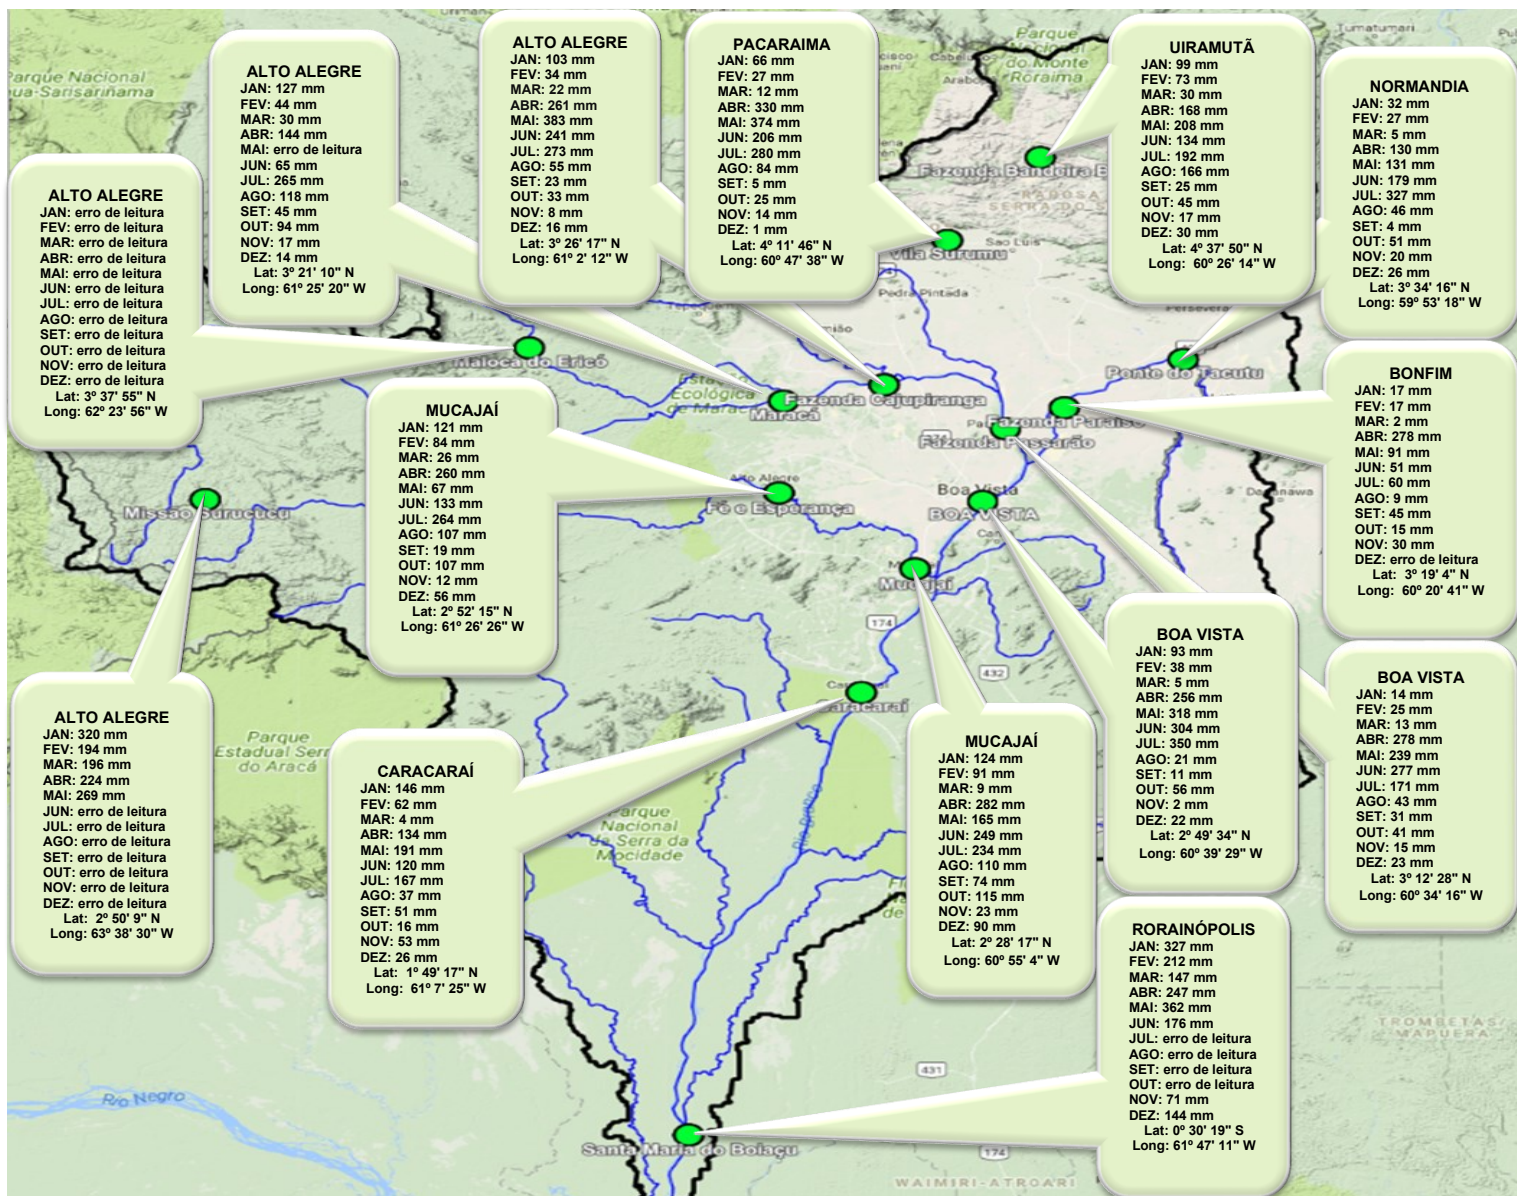 ALTO ALEGRE
JAN: erro de leitura
FEV: erro de leitura
MAR: erro de leitura
ABR: erro de leitura
MAI: erro de leitura
JUN: erro de leitura
JUL: erro de leitura
AGO: erro de leitura
SET: erro de leitura
OUT: erro de leitura
NOV: erro de leitura
DEZ: erro de leitura
Lat: 3º 37' 55" N
Long: 62º 23' 56" W
ALTO ALEGRE
JAN: 127 mm
FEV: 44 mm
MAR: 30 mm
ABR: 144 mm
MAI: erro de leitura
JUN: 65 mm
JUL: 265 mm
AGO: 118 mm
SET: 45 mm
OUT: 94 mm
NOV: 17 mm
DEZ: 14 mm
Lat: 3º 21' 10" N
Long: 61º 25' 20" W
ALTO ALEGRE
JAN: 103 mm
FEV: 34 mm
MAR: 22 mm
ABR: 261 mm
MAI: 383 mm
JUN: 241 mm
JUL: 273 mm
AGO: 55 mm
SET: 23 mm
OUT: 33 mm
NOV: 8 mm
DEZ: 16 mm
Lat: 3º 26' 17" N
Long: 61º 2' 12" W
PACARAIMA
JAN: 66 mm
FEV: 27 mm
MAR: 12 mm
ABR: 330 mm
MAI: 374 mm
JUN: 206 mm
JUL: 280 mm
AGO: 84 mm
SET: 5 mm
OUT: 25 mm
NOV: 14 mm
DEZ: 1 mm
Lat: 4º 11' 46" N
Long: 60º 47' 38" W
UIRAMUTÃ
JAN: 99 mm
FEV: 73 mm
MAR: 30 mm
ABR: 168 mm
MAI: 208 mm
JUN: 134 mm
JUL: 192 mm
AGO: 166 mm
SET: 25 mm
OUT: 45 mm
NOV: 17 mm
DEZ: 30 mm
Lat: 4º 37' 50" N
Long: 60º 26' 14" W
NORMANDIA
JAN: 32 mm
FEV: 27 mm
MAR: 5 mm
ABR: 130 mm
MAI: 131 mm
JUN: 179 mm
JUL: 327 mm
AGO: 46 mm
SET: 4 mm
OUT: 51 mm
NOV: 20 mm
DEZ: 26 mm
Lat: 3º 34' 16" N
Long: 59º 53' 18" W
MUCAJAÍ
JAN: 121 mm
FEV: 84 mm
MAR: 26 mm
ABR: 260 mm
MAI: 67 mm
JUN: 133 mm
JUL: 264 mm
AGO: 107 mm
SET: 19 mm
OUT: 107 mm
NOV: 12 mm
DEZ: 56 mm
Lat: 2º 52' 15" N
Long: 61º 26' 26" W
BONFIM
JAN: 17 mm
FEV: 17 mm
MAR: 2 mm
ABR: 278 mm
MAI: 91 mm
JUN: 51 mm
JUL: 60 mm
AGO: 9 mm
SET: 45 mm
OUT: 15 mm
NOV: 30 mm
DEZ: erro de leitura
Lat: 3º 19' 4" N
Long: 60º 20' 41" W
ALTO ALEGRE
JAN: 320 mm
FEV: 194 mm
MAR: 196 mm
ABR: 224 mm
MAI: 269 mm
JUN: erro de leitura
JUL: erro de leitura
AGO: erro de leitura
SET: erro de leitura
OUT: erro de leitura
NOV: erro de leitura
DEZ: erro de leitura
Lat: 2º 50' 9" N
Long: 63º 38' 30" W
CARACARAÍ
JAN: 146 mm
FEV: 62 mm
MAR: 4 mm
ABR: 134 mm
MAI: 191 mm
JUN: 120 mm
JUL: 167 mm
AGO: 37 mm
SET: 51 mm
OUT: 16 mm
NOV: 53 mm
DEZ: 26 mm
Lat: 1º 49' 17" N
Long: 61º 7' 25" W
MUCAJAÍ
JAN: 124 mm
FEV: 91 mm
MAR: 9 mm
ABR: 282 mm
MAI: 165 mm
JUN: 249 mm
JUL: 234 mm
AGO: 110 mm
SET: 74 mm
OUT: 115 mm
NOV: 23 mm
DEZ: 90 mm
Lat: 2º 28' 17" N
Long: 60º 55' 4" W
BOA VISTA
JAN: 93 mm
FEV: 38 mm
MAR: 5 mm
ABR: 256 mm
MAI: 318 mm
JUN: 304 mm
JUL: 350 mm
AGO: 21 mm
SET: 11 mm
OUT: 56 mm
NOV: 2 mm
DEZ: 22 mm
Lat: 2º 49' 34" N
Long: 60º 39' 29" W
BOA VISTA
JAN: 14 mm
FEV: 25 mm
MAR: 13 mm
ABR: 278 mm
MAI: 239 mm
JUN: 277 mm
JUL: 171 mm
AGO: 43 mm
SET: 31 mm
OUT: 41 mm
NOV: 15 mm
DEZ: 23 mm
Lat: 3º 12' 28" N
Long: 60º 34' 16" W
RORAINÓPOLIS
JAN: 327 mm
FEV: 212 mm
MAR: 147 mm
ABR: 247 mm
MAI: 362 mm
JUN: 176 mm
JUL: erro de leitura
AGO: erro de leitura
SET: erro de leitura
OUT: erro de leitura
NOV: 71 mm
DEZ: 144 mm
Lat: 0º 30' 19" S
Long: 61º 47' 11" W
Parque Nacional
Parque
do Monte
Roraima
Tumatumari
Fazenda Bandeira B
Vila Surumu
Sao Luis
Pedra Pintada
Maloca do Ericó
Estação
Ecológica
de Maracá
Maracá
Fazenda Cajupiranga
Ponte do Tacutu
Fazenda Paraíso
Fazenda Passarão
Missão Surucucu
Alto Alegre
Fé e Esperança
Boa Vista
BOA VISTA
Mucajaí
174
432
Caracaraí
Parque
Estadual Serra
do Aracá
Parque
Nacional
da Serra da
Mocidade
Rio Branco
Rio Negro
431
174
Santa Maria do Boiaçu
TROMBETAS/
MAPUERA
WAIMIRI-ATROARI